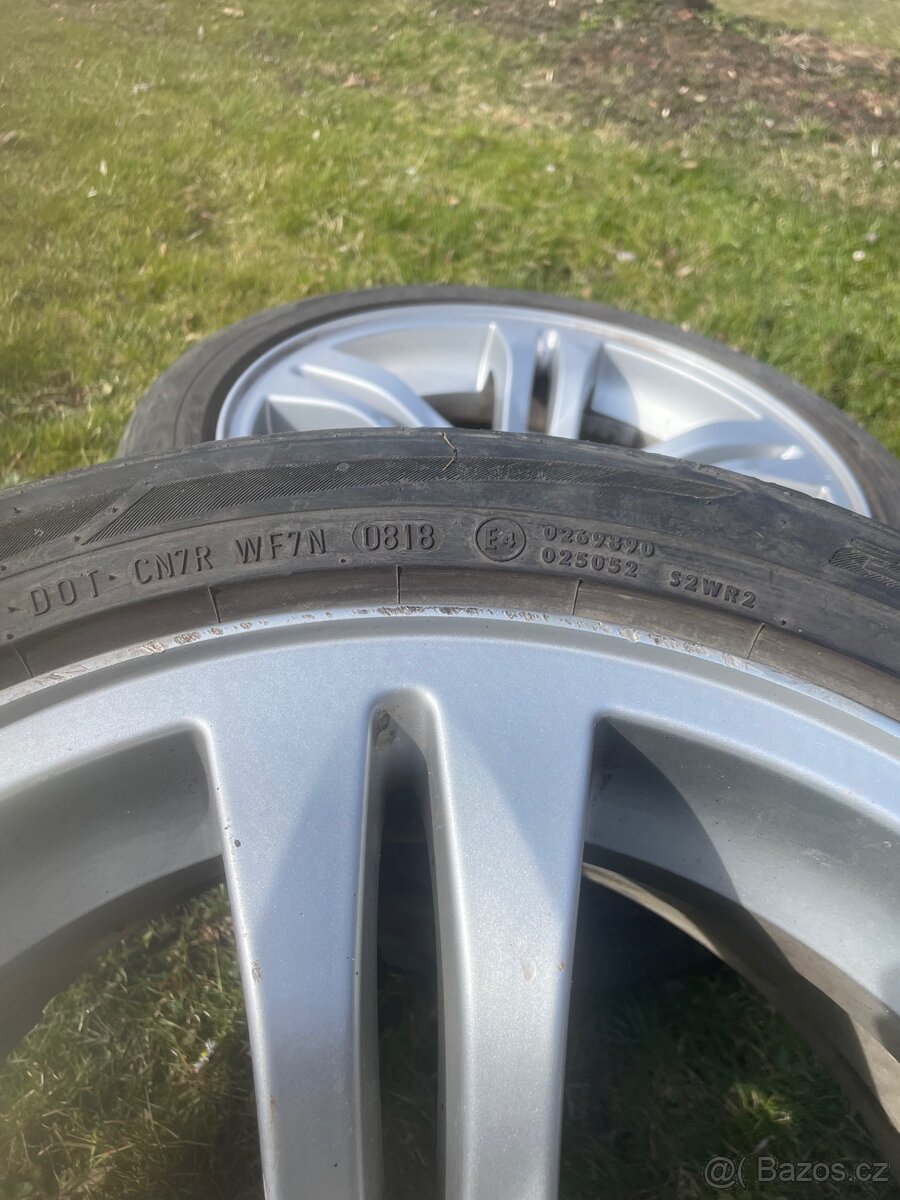 DOT CN7R WF7N 0818 E4 0269890
025052 S2WR2
@( Bazos.cz